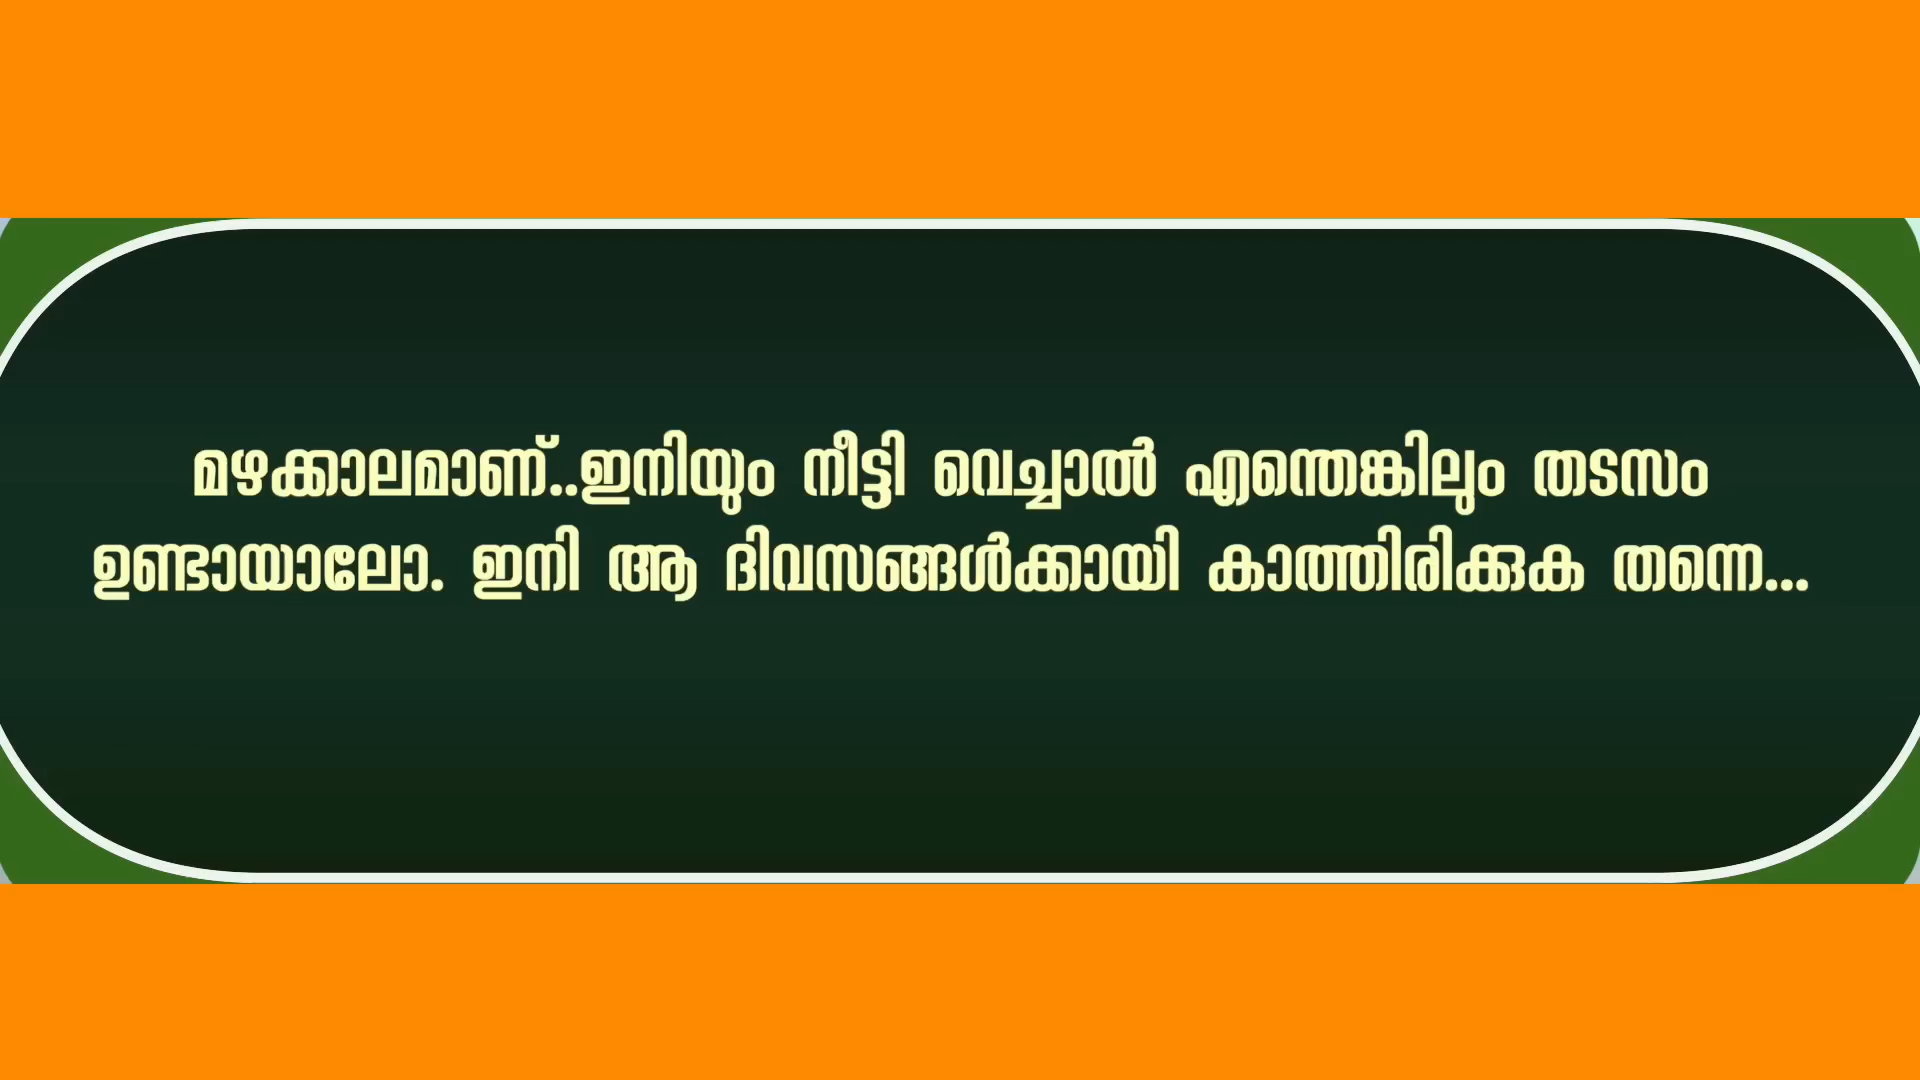 മഴക്കാലമാണ്..ഇനിയും നീട്ടി വെച്ചാൽ എന്തെങ്കിലും തടസം
ഉണ്ടായാലോ. ഇനി ആ ദിവസങ്ങൾക്കായി കാത്തിരിക്കുക തന്നെ...